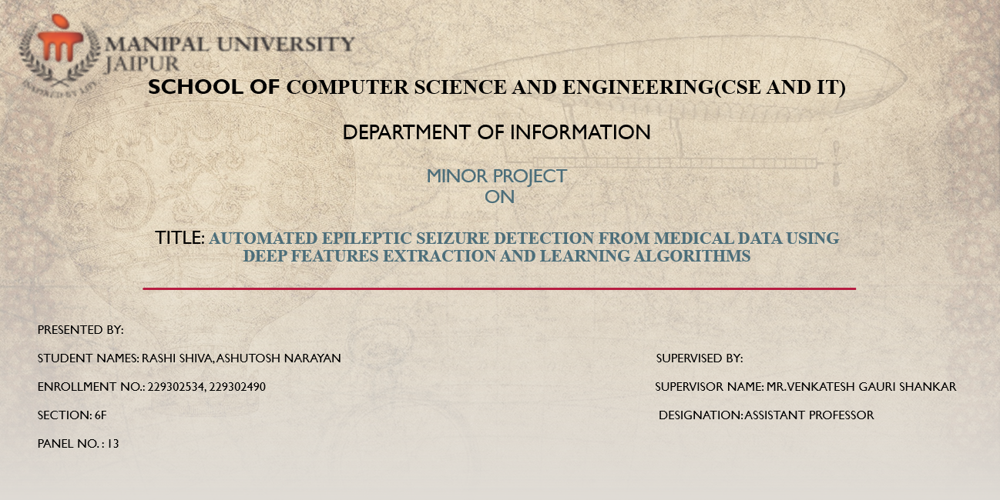 MANIPAL UNIVERSITY
JAIPUR
INSPIRED BY LIFE
SCHOOL OF COMPUTER SCIENCE AND ENGINEERING(CSE AND IT)
DEPARTMENT OF INFORMATION
MINOR PROJECT
ON
TITLE: AUTOMATED EPILEPTIC SEIZURE DETECTION FROM MEDICAL DATA USING
DEEP FEATURES EXTRACTION AND LEARNING ALGORITHMS
PRESENTED BY:
STUDENT NAMES: RASHI SHIVA, ASHUTOSH NARAYAN
ENROLLMENT NO.: 229302534, 229302490
SECTION: 6F
PANEL NO. : 13
SUPERVISED BY:
SUPERVISOR NAME: MR.VENKATESH GAURI SHANKAR
DESIGNATION: ASSISTANT PROFESSOR